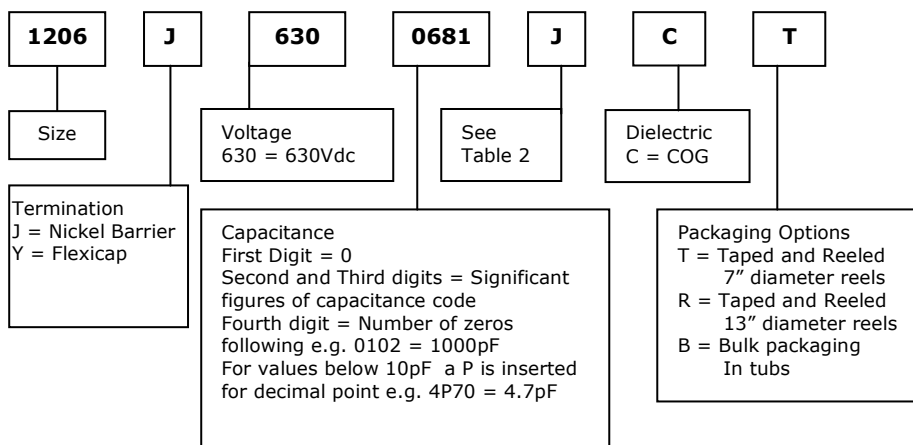 1206 J 630 0681 J C T
Size
Voltage
630 = 630Vdc
See
Table 2
Dielectric
C = COG
Termination
J = Nickel Barrier
Y = Flexicap
Capacitance
First Digit = 0
Second and Third digits = Significant
figures of capacitance code
Fourth digit = Number of zeros
following e.g. 0102 = 1000pF
For values below 10pF a P is inserted
for decimal point e.g. 4P70 = 4.7pF
Packaging Options
T = Taped and Reeled
7” diameter reels
R = Taped and Reeled
13” diameter reels
B = Bulk packaging
In tubs